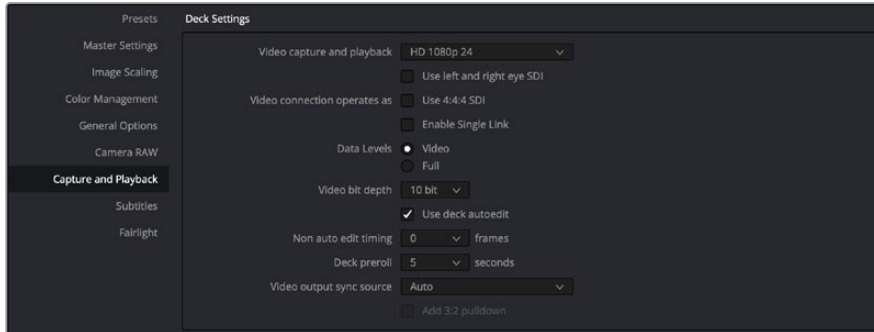 Presets
Master Settings
Image Scaling
Color Management
General Options
Camera RAW
Capture and Playback
Subtitles
Fairlight
Deck Settings
Video capture and playback HD 1080p 24
Use left and right eye SDI
Video connection operates as Use 4:4:4 SDI
Enable Single Link
Data Levels Video
Full
Video bit depth 10 bit
Use deck autoedit
Non auto edit timing 0 frames
Deck preroll 5 seconds
Video output sync source Auto
Add 3:2 pulldown